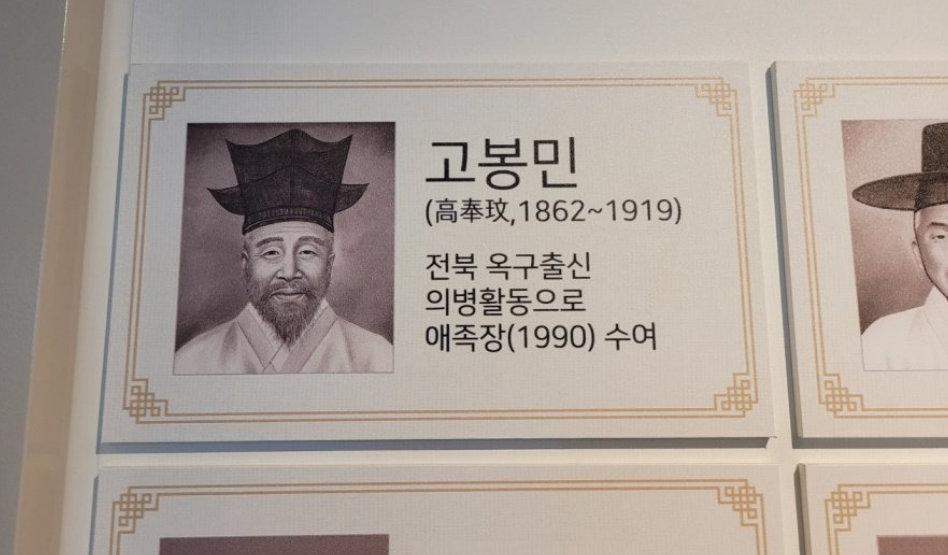 고봉민
(高奉玟,1862~1919)
전북 옥구출신
의병활동으로
애족장(1990) 수여